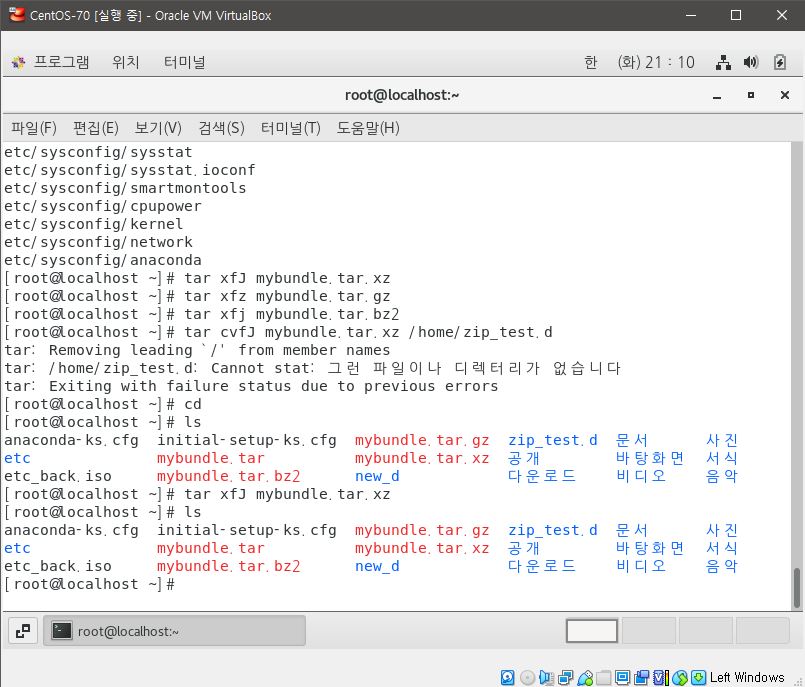 CentOS-70 [실행 중] - Oracle VM VirtualBox
프로그램 위치 터미널 한 (화) 21 : 10
root@localhost:~
파일(F) 편집(E) 보기(V) 검색(S) 터미널(T) 도움말(H)
etc/sysconfig/sysstat
etc/sysconfig/sysstat.ioconf
etc/sysconfig/smartmontools
etc/sysconfig/cpupower
etc/sysconfig/kernel
etc/sysconfig/network
etc/sysconfig/anaconda
[root@localhost ~]# tar xfJ mybundle.tar.xz
[root@localhost ~]# tar xfz mybundle.tar.gz
[root@localhost ~]# tar xfj mybundle.tar.bz2
[root@localhost ~]# tar cvfJ mybundle.tar.xz /home/zip_test.d
tar: Removing leading `/' from member names
tar: /home/zip_test.d: Cannot stat: 그런 파일이나 디렉터리가 없습니다
tar: Exiting with failure status due to previous errors
[root@localhost ~]# cd
[root@localhost ~]# ls
anaconda-ks.cfg initial-setup-ks.cfg mybundle.tar.gz zip_test.d 문서 사진
etc mybundle.tar mybundle.tar.xz 공개 바탕화면 서식
etc_back.iso mybundle.tar.bz2 new_d 다운로드 비디오 음악
[root@localhost ~]# tar xfJ mybundle.tar.xz
[root@localhost ~]# ls
anaconda-ks.cfg initial-setup-ks.cfg mybundle.tar.gz zip_test.d 문서 사진
etc mybundle.tar mybundle.tar.xz 공개 바탕화면 서식
etc_back.iso mybundle.tar.bz2 new_d 다운로드 비디오 음악
[root@localhost ~]#
root@localhost:~
Left Windows